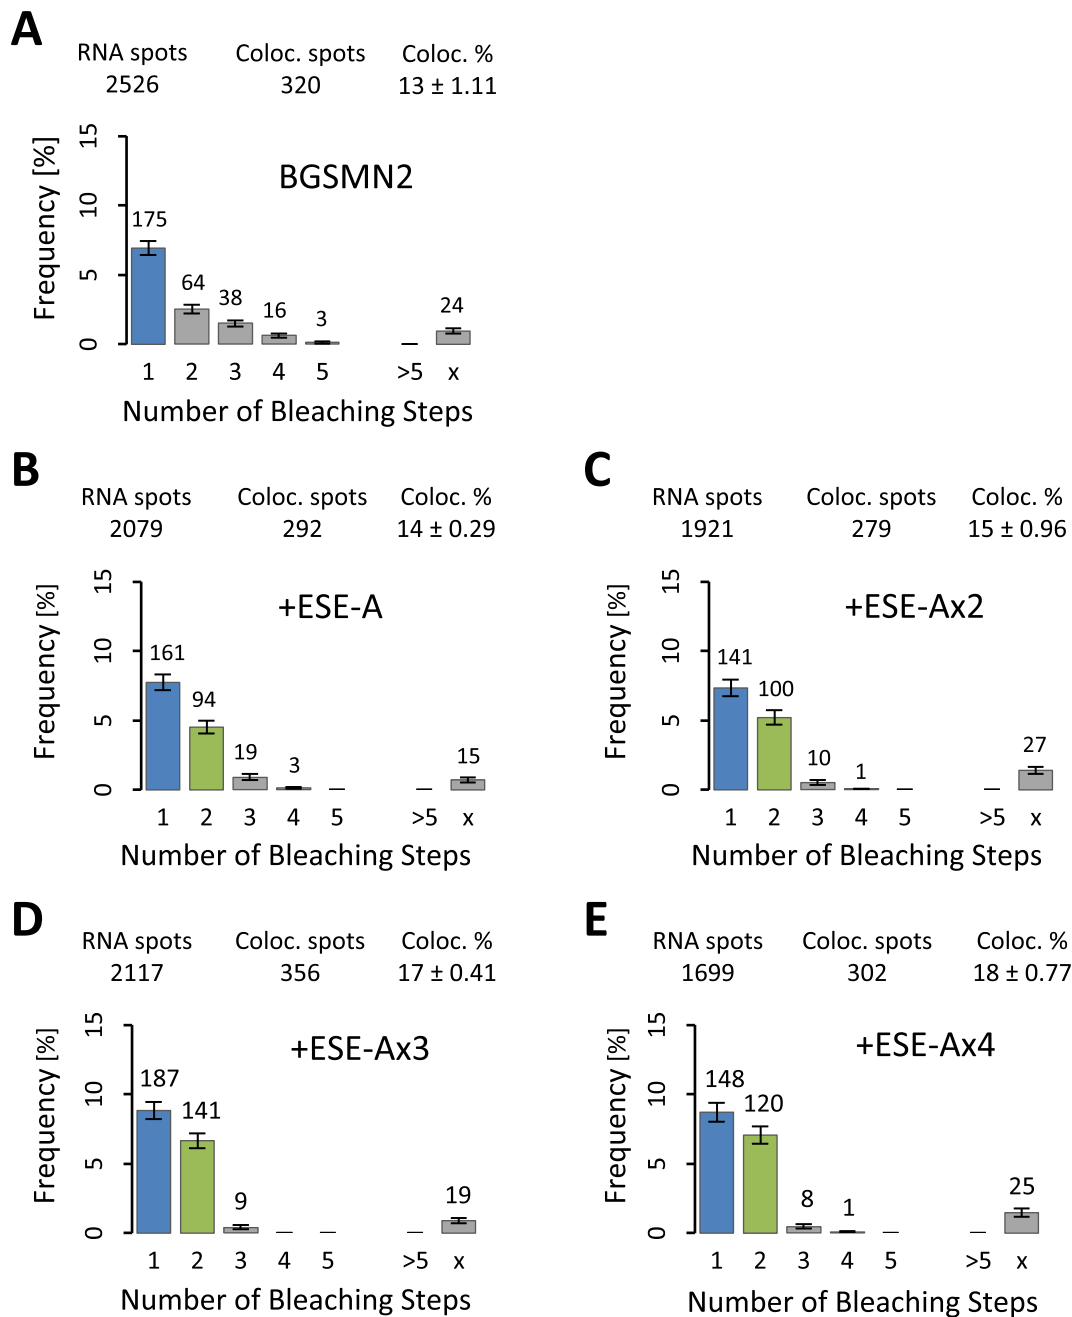 A
RNA spots Coloc. spots Coloc. %
2526 320 13 ± 1.11
BGSMN2
Frequency [%]
15
10
5
0
175 64 38 16 3 24
1 2 3 4 5 >5 x
Number of Bleaching Steps
B
RNA spots Coloc. spots Coloc. %
2079 292 14 ± 0.29
+ESE-A
Frequency [%]
15
10
5
0
161 94 19 3 15
1 2 3 4 5 >5 x
Number of Bleaching Steps
C
RNA spots Coloc. spots Coloc. %
1921 279 15 ± 0.96
+ESE-Ax2
Frequency [%]
15
10
5
0
141 100 10 1 27
1 2 3 4 5 >5 x
Number of Bleaching Steps
D
RNA spots Coloc. spots Coloc. %
2117 356 17 ± 0.41
+ESE-Ax3
Frequency [%]
15
10
5
0
187 141 9 19
1 2 3 4 5 >5 x
Number of Bleaching Steps
E
RNA spots Coloc. spots Coloc. %
1699 302 18 ± 0.77
+ESE-Ax4
Frequency [%]
15
10
5
0
148 120 8 1 25
1 2 3 4 5 >5 x
Number of Bleaching Steps